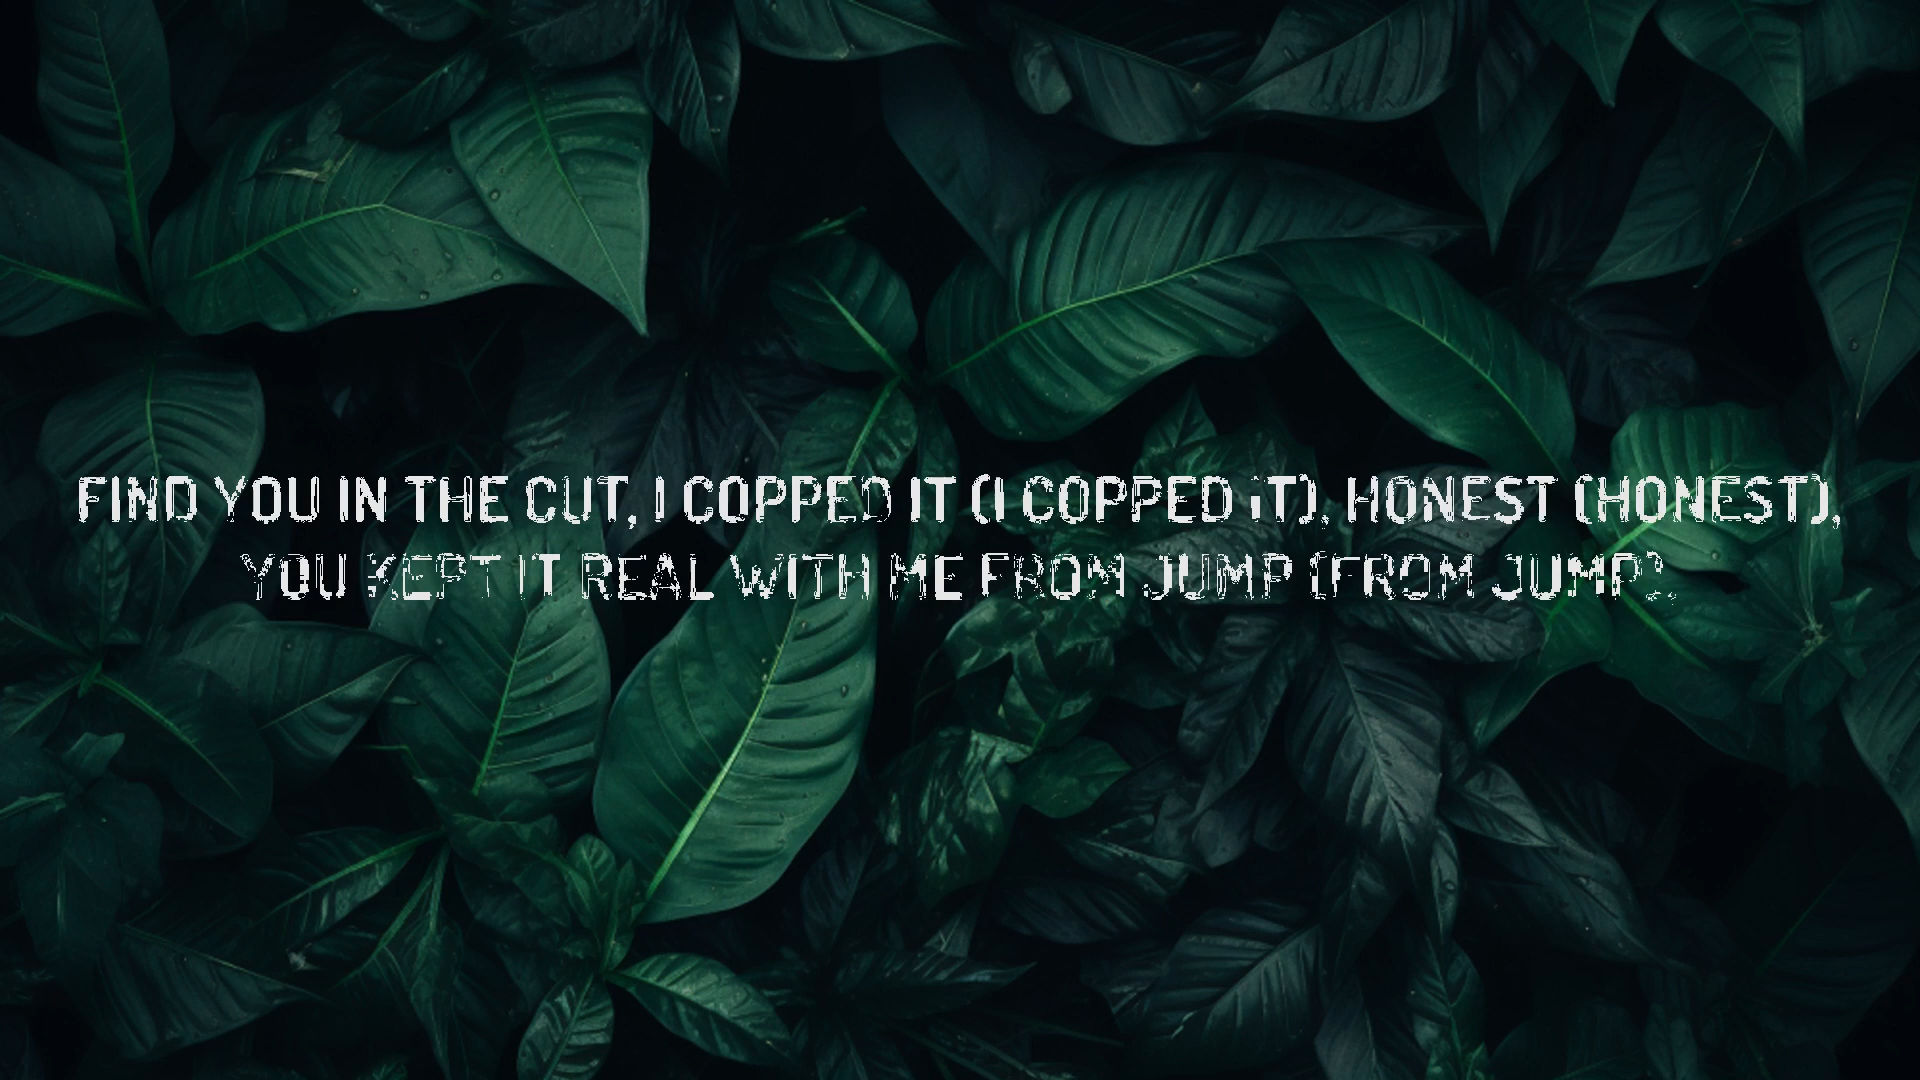 FIND YOU IN THE CUT, I COPPED IT (I COPPED IT), HONEST (HONEST),
YOU KEPT IT REAL WITH ME FROM JUMP (FROM JUMP),